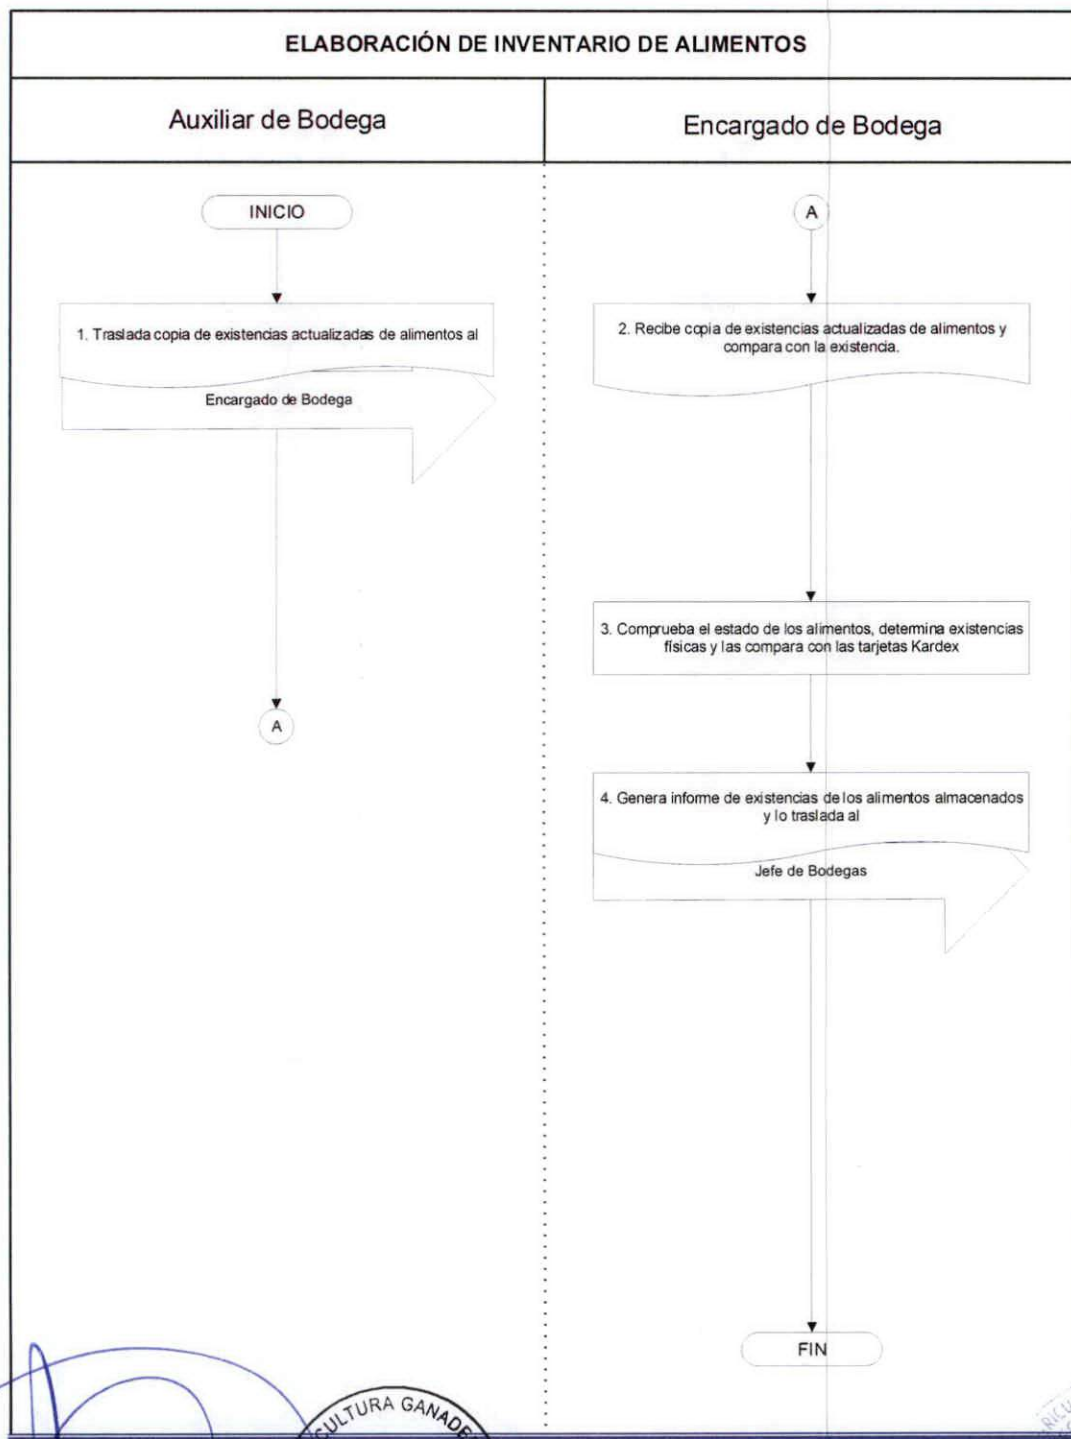 ELABORACIÓN DE INVENTARIO DE ALIMENTOS
Auxiliar de Bodega
Encargado de Bodega
INICIO
1. Traslada copia de existencias actualizadas de alimentos al
Encargado de Bodega
A
A
2. Recibe copia de existencias actualizadas de alimentos y
compara con la existencia.
3. Comprueba el estado de los alimentos, determina existencias
físicas y las compara con las tarjetas Kardex
4. Genera informe de existencias de los alimentos almacenados
y lo traslada al
Jefe de Bodegas
FIN
CULTURA GANADE